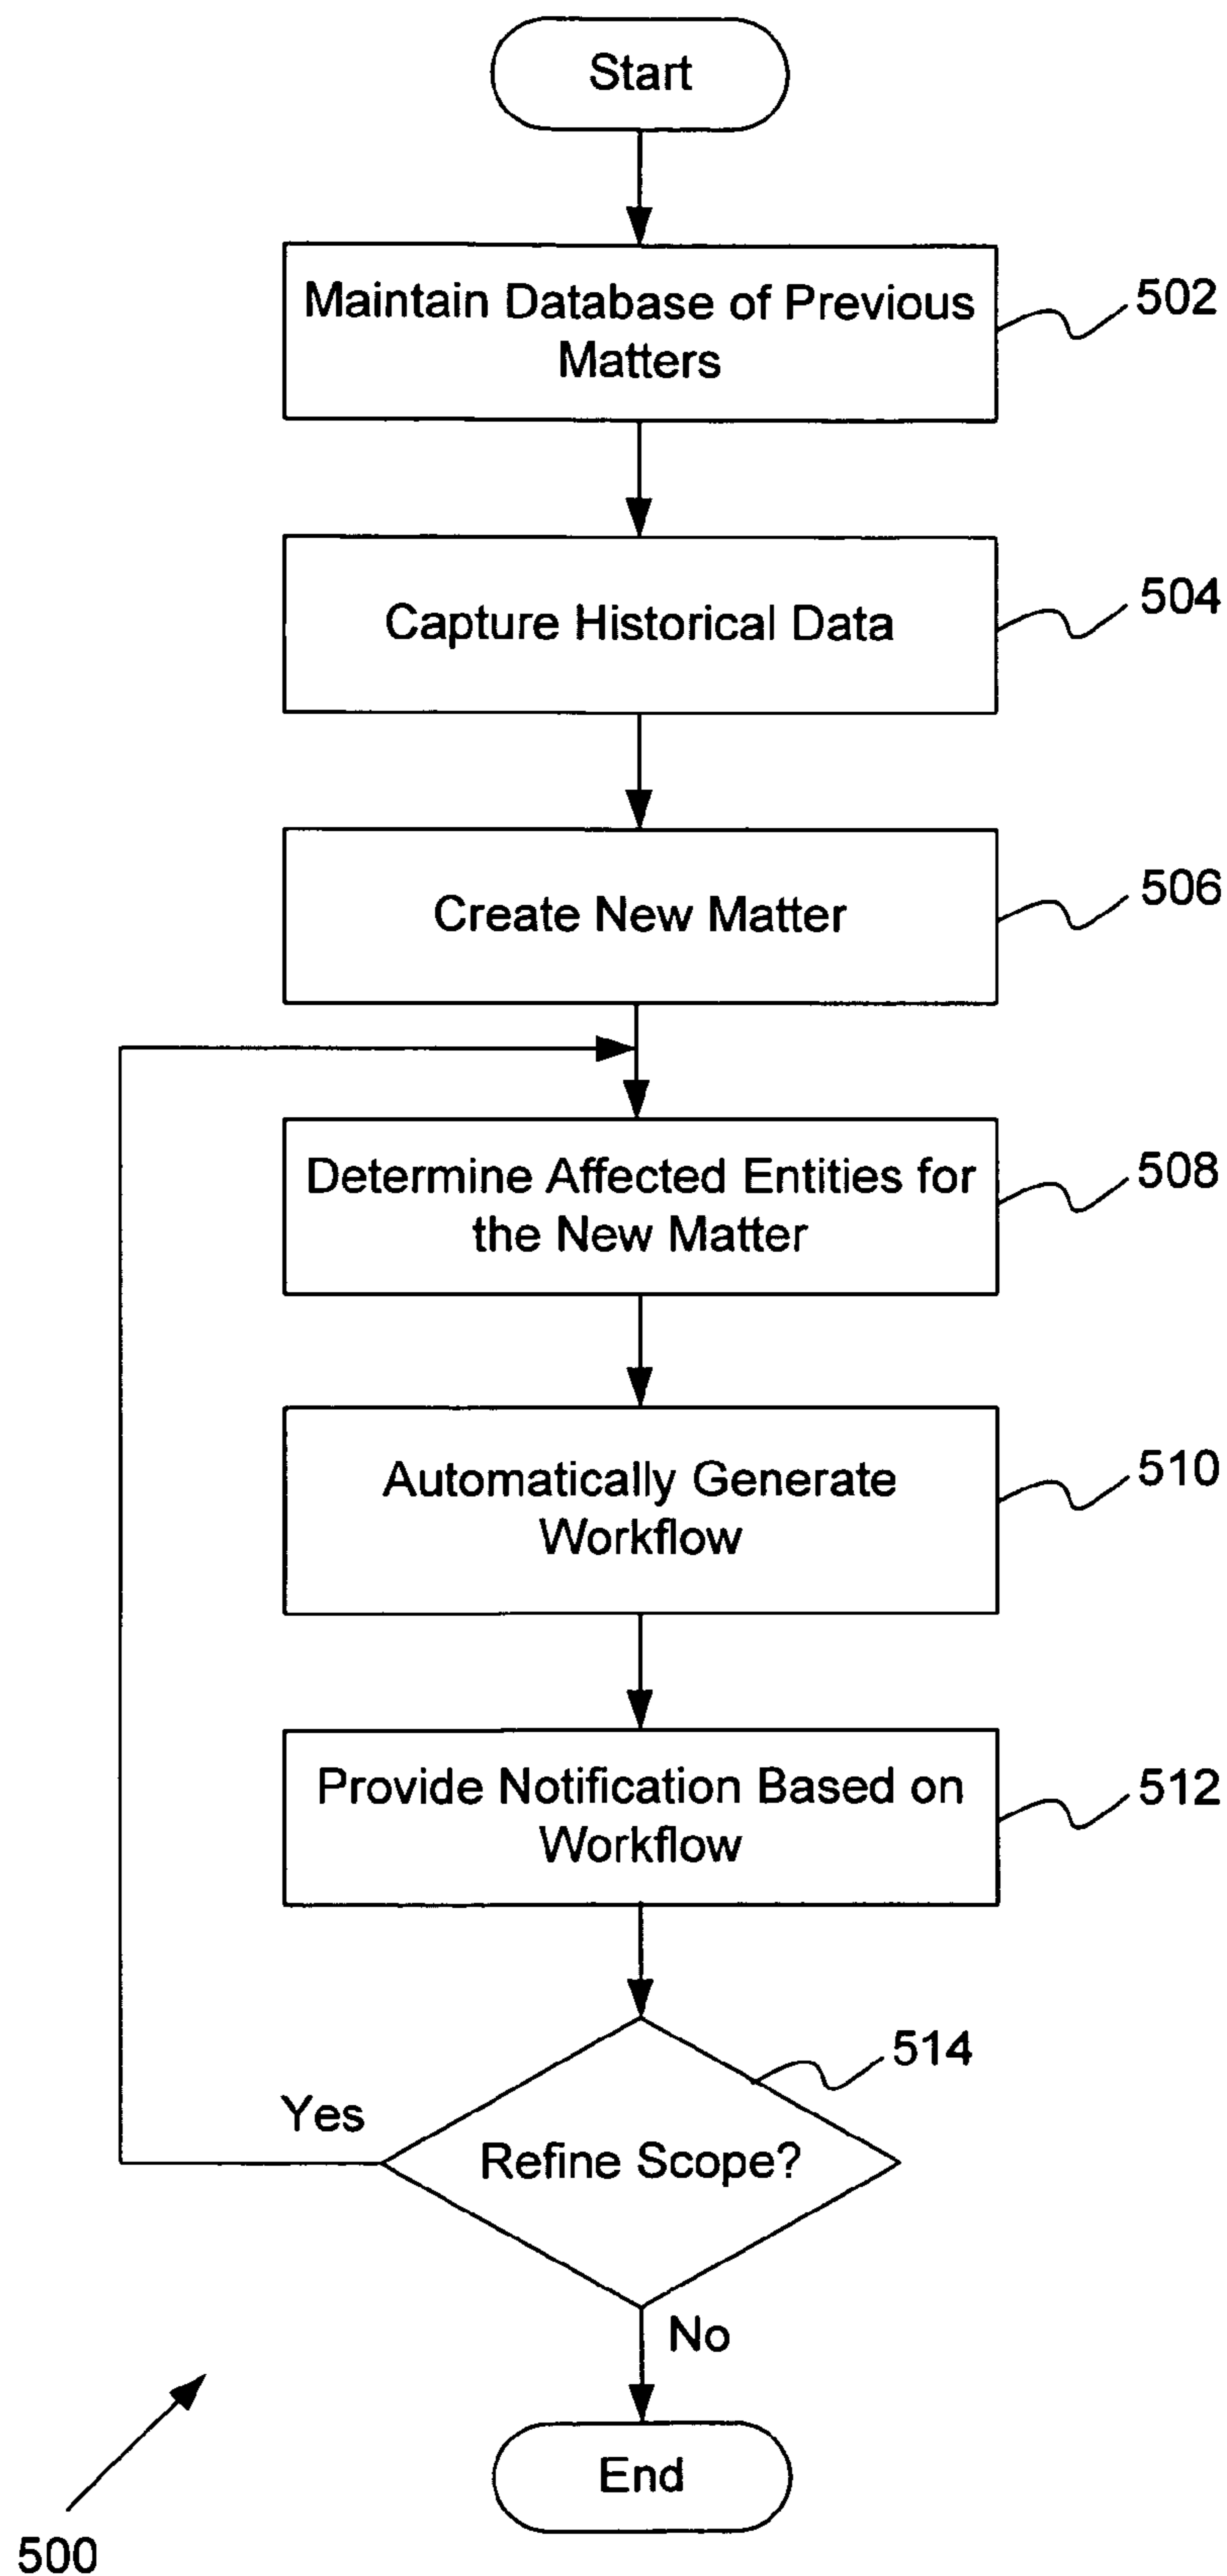 Start
Maintain Database of Previous
Matters
502
Capture Historical Data
504
Create New Matter
506
Determine Affected Entities for
the New Matter
508
Automatically Generate
Workflow
510
Provide Notification Based on
Workflow
512
514
Yes
Refine Scope?
No
End
500